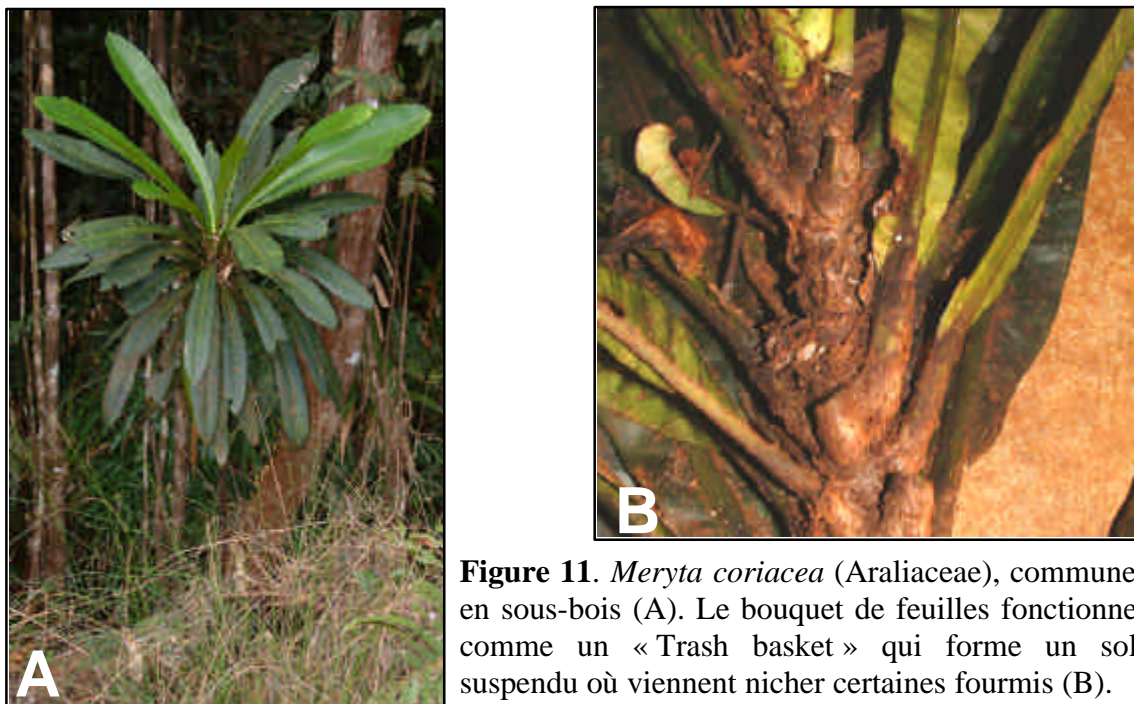 A
B
Figure 11. Meryta coriacea (Araliaceae), commune
en sous-bois (A). Le bouquet de feuilles fonctionne
comme un « Trash basket » qui forme un sol
suspendu où viennent nicher certaines fourmis (B).